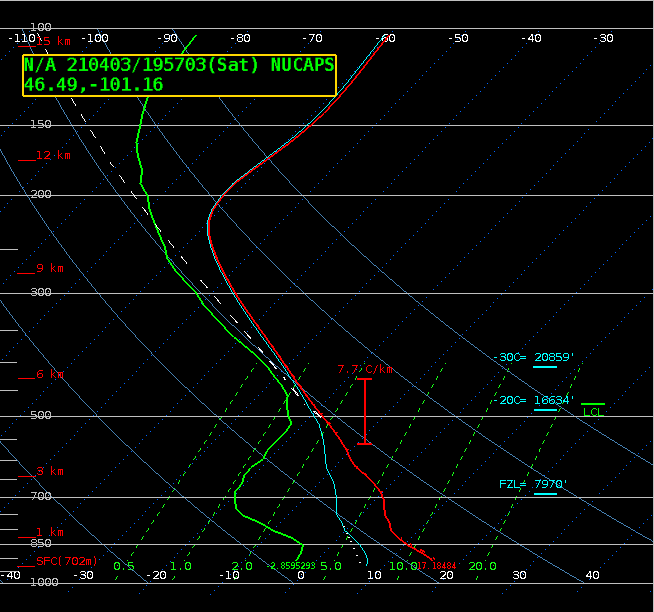 100
-110 -100 -90 -80 -70 -60 -50 -40 -30
15 km
N/A 210403/195703(Sat) NUCAPS
46.49,-101.16
150
12 km
200
9 km
300
-30C= 20859'
7.7 C/km
6 km
-20C= 16634'
LCL
500
3 km
FZL= 7970'
700
1 km
850
SFC(702m)
0.5 1.0 2.0 -2.8595293 5.0 10.0 17.18484 20.0
-40 -30 -20 -10 0 10 20 30 40
1000